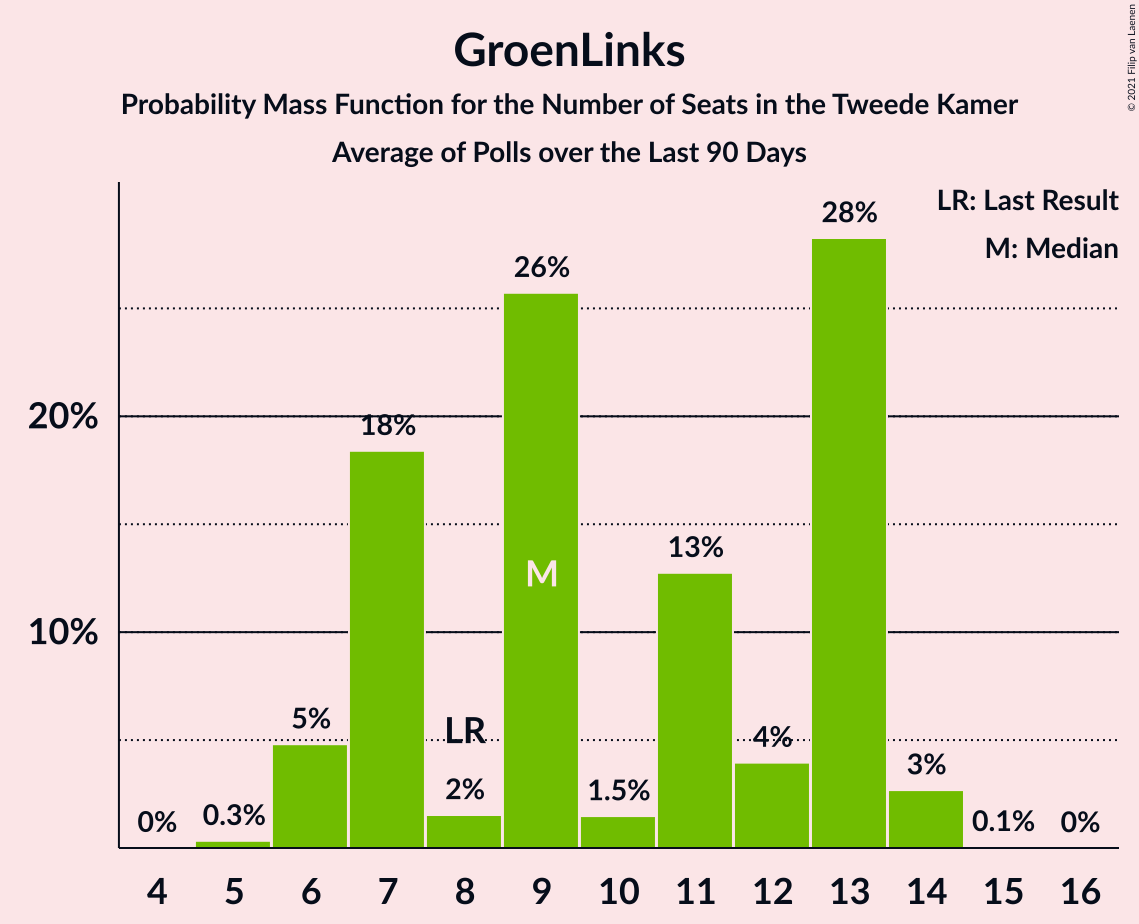 GroenLinks
Probability Mass Function for the Number of Seats in the Tweede Kamer
Average of Polls over the Last 90 Days
© 2021 Filip van Laenen
LR: Last Result
M: Median
28%
26%
20%
18%
13%
M
10%
5%
LR
4%
3%
2%
1.5%
0%
0.3%
0.1%
0%
4 5 6 7 8 9 10 11 12 13 14 15 16